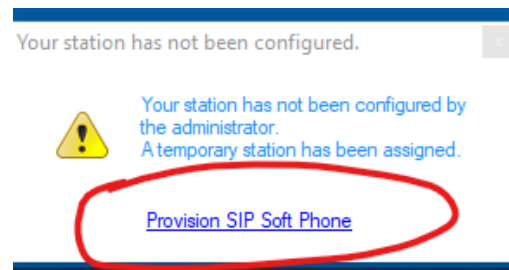 Your station has not been configured.
Your station has not been configured by
the administrator.
A temporary station has been assigned.
Provision SIP Soft Phone